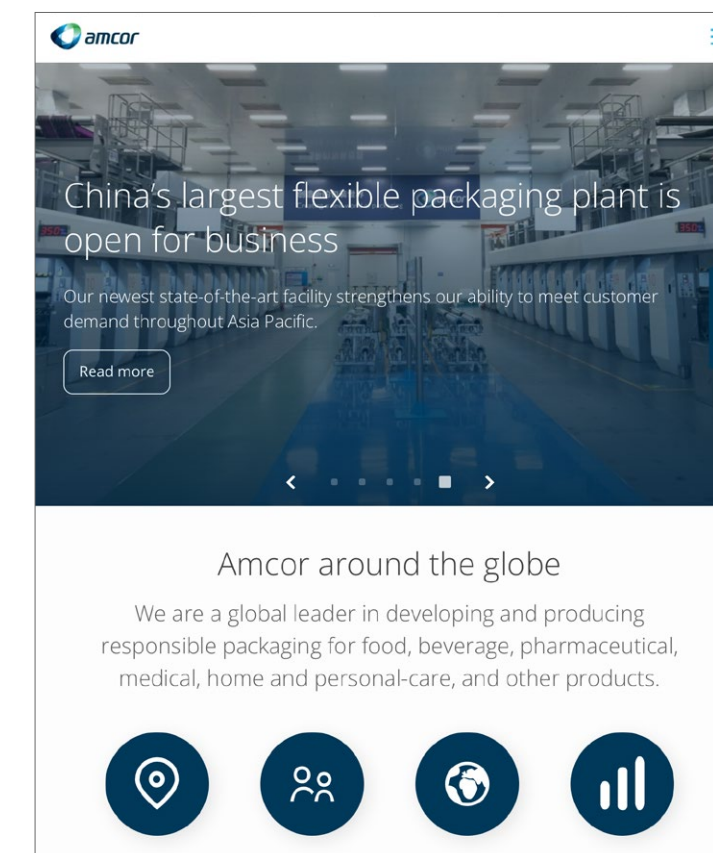 amcor
China’s largest flexible packaging plant is
open for business
Our newest state-of-the-art facility strengthens our ability to meet customer
demand throughout Asia Pacific.
Read more
Amcor around the globe
We are a global leader in developing and producing
responsible packaging for food, beverage, pharmaceutical,
medical, home and personal-care, and other products.